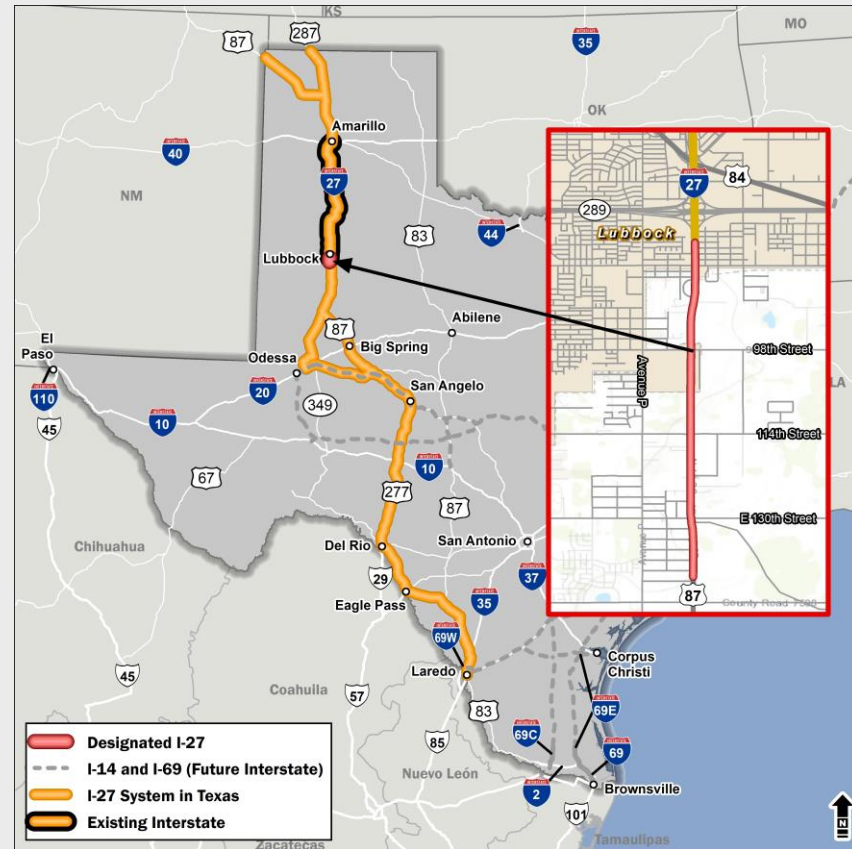 KS
MO
87
287
35
OK
Amarillo
40
27
NM
83
44
Lubbock
El
Paso
Abilene
87
Big Spring
Odessa
San Angelo
110
20
349
45
10
10
67
277
87
Del Rio
San Antonio
Chihuahua
29
37
Eagle Pass
35
69W
Laredo
Corpus
Christi
45
Coahuila
57
83
69E
69C
85
69
Nuevo León
2
Brownsville
101
Zacatecas
Tamaulipas
LA
27
84
289
Lubbock
98th Street
Avenue P
114th Street
E 130th Street
87
Designated I-27
I-14 and I-69 (Future Interstate)
I-27 System in Texas
Existing Interstate
N